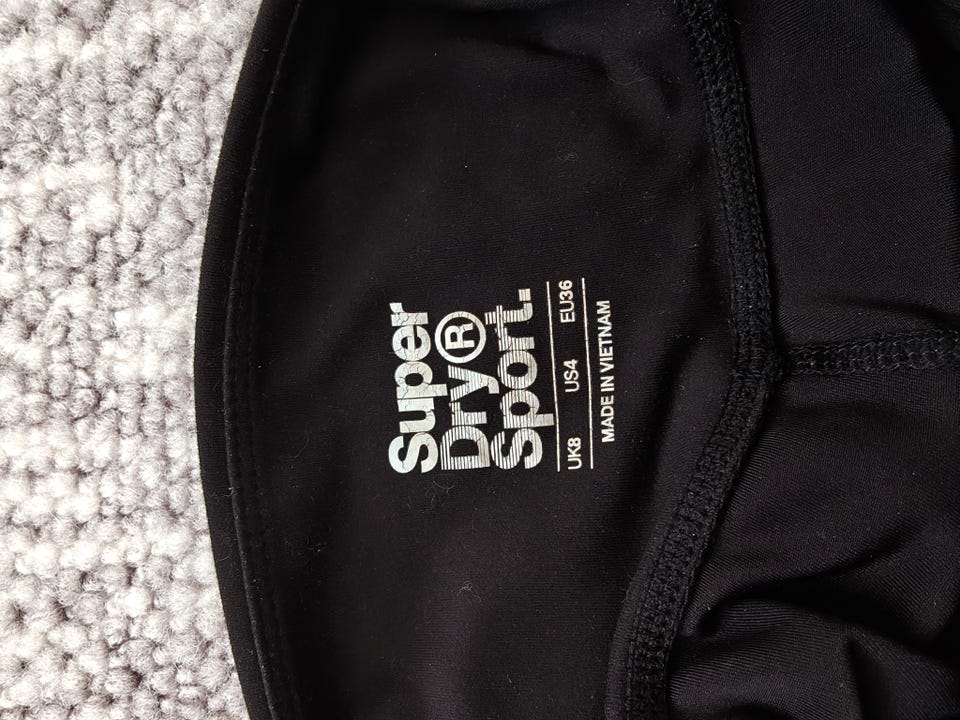 Super
Dry®
Sport.
UK8 US4 EU36
MADE IN VIETNAM